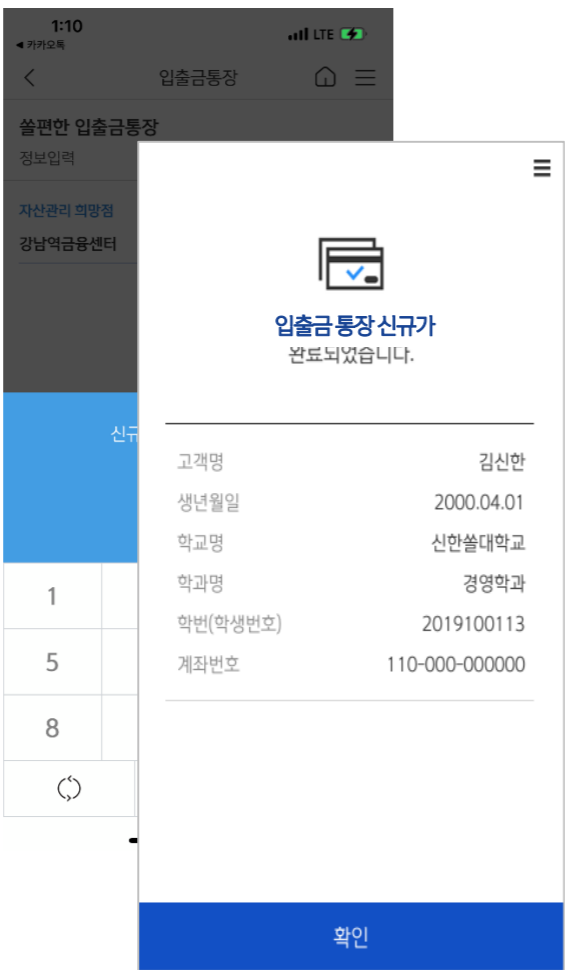 1:10
LTE
◀ 카카오톡
입출금통장
쏠편한 입출금통장
정보입력
자산관리 희망점
강남역금융센터
신규
1
5
8
입출금 통장 신규가
완료되었습니다.
고객명 김신한
생년월일 2000.04.01
학교명 신한쏠대학교
학과명 경영학과
학번(학생번호) 2019100113
계좌번호 110-000-000000
확인